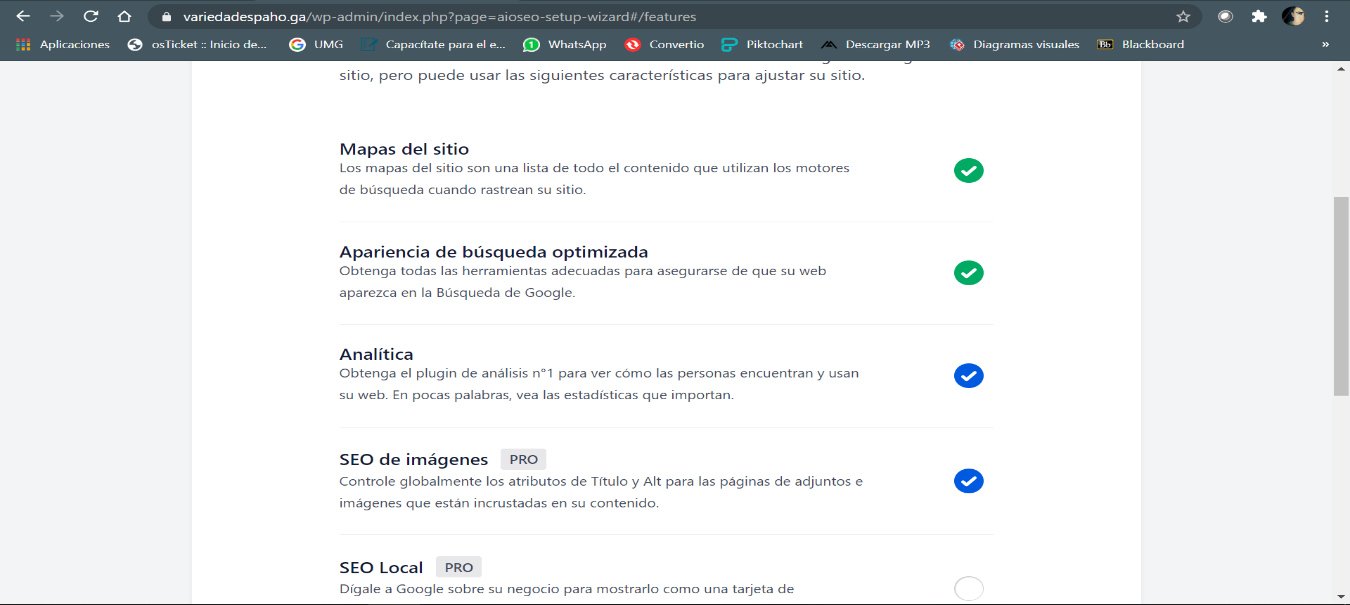 variedadespaho.ga/wp-admin/index.php?page=aioseo-setup-wizard#/features
Aplicaciones osTicket :: Inicio de... UMG Capacítate para el e... 1 WhatsApp Convertio Piktochart Descargar MP3 Diagramas visuales Bb Blackboard »
sitio, pero puede usar las siguientes características para ajustar su sitio.
Mapas del sitio
Los mapas del sitio son una lista de todo el contenido que utilizan los motores
de búsqueda cuando rastrean su sitio.
Apariencia de búsqueda optimizada
Obtenga todas las herramientas adecuadas para asegurarse de que su web
aparezca en la Búsqueda de Google.
Analítica
Obtenga el plugin de análisis n°1 para ver cómo las personas encuentran y usan
su web. En pocas palabras, vea las estadísticas que importan.
SEO de imágenes PRO
Controle globalmente los atributos de Título y Alt para las páginas de adjuntos e
imágenes que están incrustadas en su contenido.
SEO Local PRO
Dígale a Google sobre su negocio para mostrarlo como una tarjeta de